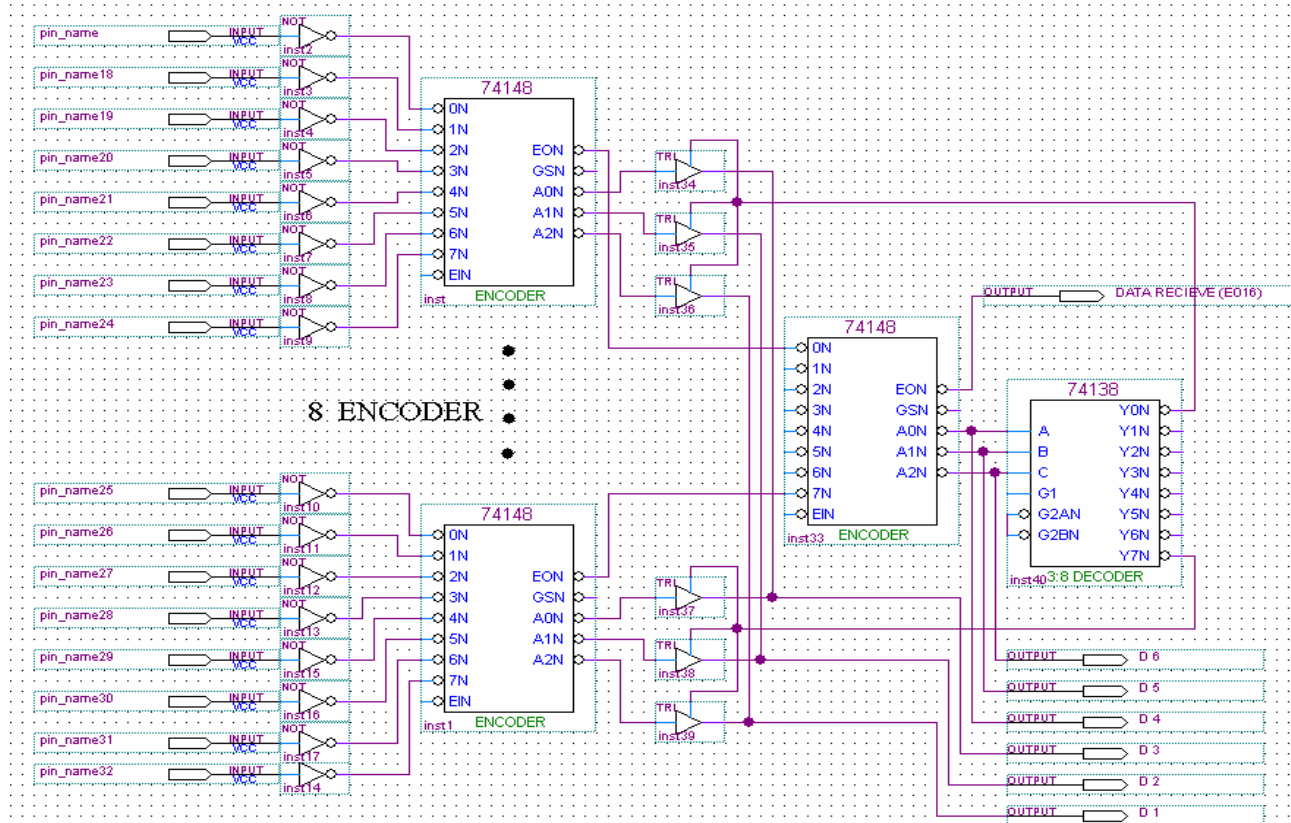 pin_name INPUT VCC NOT inst2
pin_name18 INPUT VCC NOT inst3
pin_name19 INPUT VCC NOT inst4
pin_name20 INPUT VCC NOT inst5
pin_name21 INPUT VCC NOT inst6
pin_name22 INPUT VCC NOT inst7
pin_name23 INPUT VCC NOT inst8
pin_name24 INPUT VCC NOT inst9
74148
0N
1N
2N EON
3N GSN
4N A0N
5N A1N
6N A2N
7N
EIN
inst ENCODER
TRI inst34
TRI inst35
TRI inst36
8 ENCODER
pin_name25 INPUT VCC NOT inst10
pin_name26 INPUT VCC NOT inst11
pin_name27 INPUT VCC NOT inst12
pin_name28 INPUT VCC NOT inst13
pin_name29 INPUT VCC NOT inst15
pin_name30 INPUT VCC NOT inst16
pin_name31 INPUT VCC NOT inst17
pin_name32 INPUT VCC inst14
74148
0N
1N
2N EON
3N GSN
4N A0N
5N A1N
6N A2N
7N
EIN
inst1 ENCODER
TRI inst37
TRI inst38
TRI inst39
74148
0N
1N
2N EON
3N GSN
4N A0N
5N A1N
6N A2N
7N
EIN
inst33 ENCODER
OUTPUT DATA RECIEVE (E016)
74138
Y0N
A Y1N
B Y2N
C Y3N
G1 Y4N
G2AN Y5N
G2BN Y6N
Y7N
inst40 3:8 DECODER
OUTPUT D 6
OUTPUT D 5
OUTPUT D 4
OUTPUT D 3
OUTPUT D 2
OUTPUT D 1